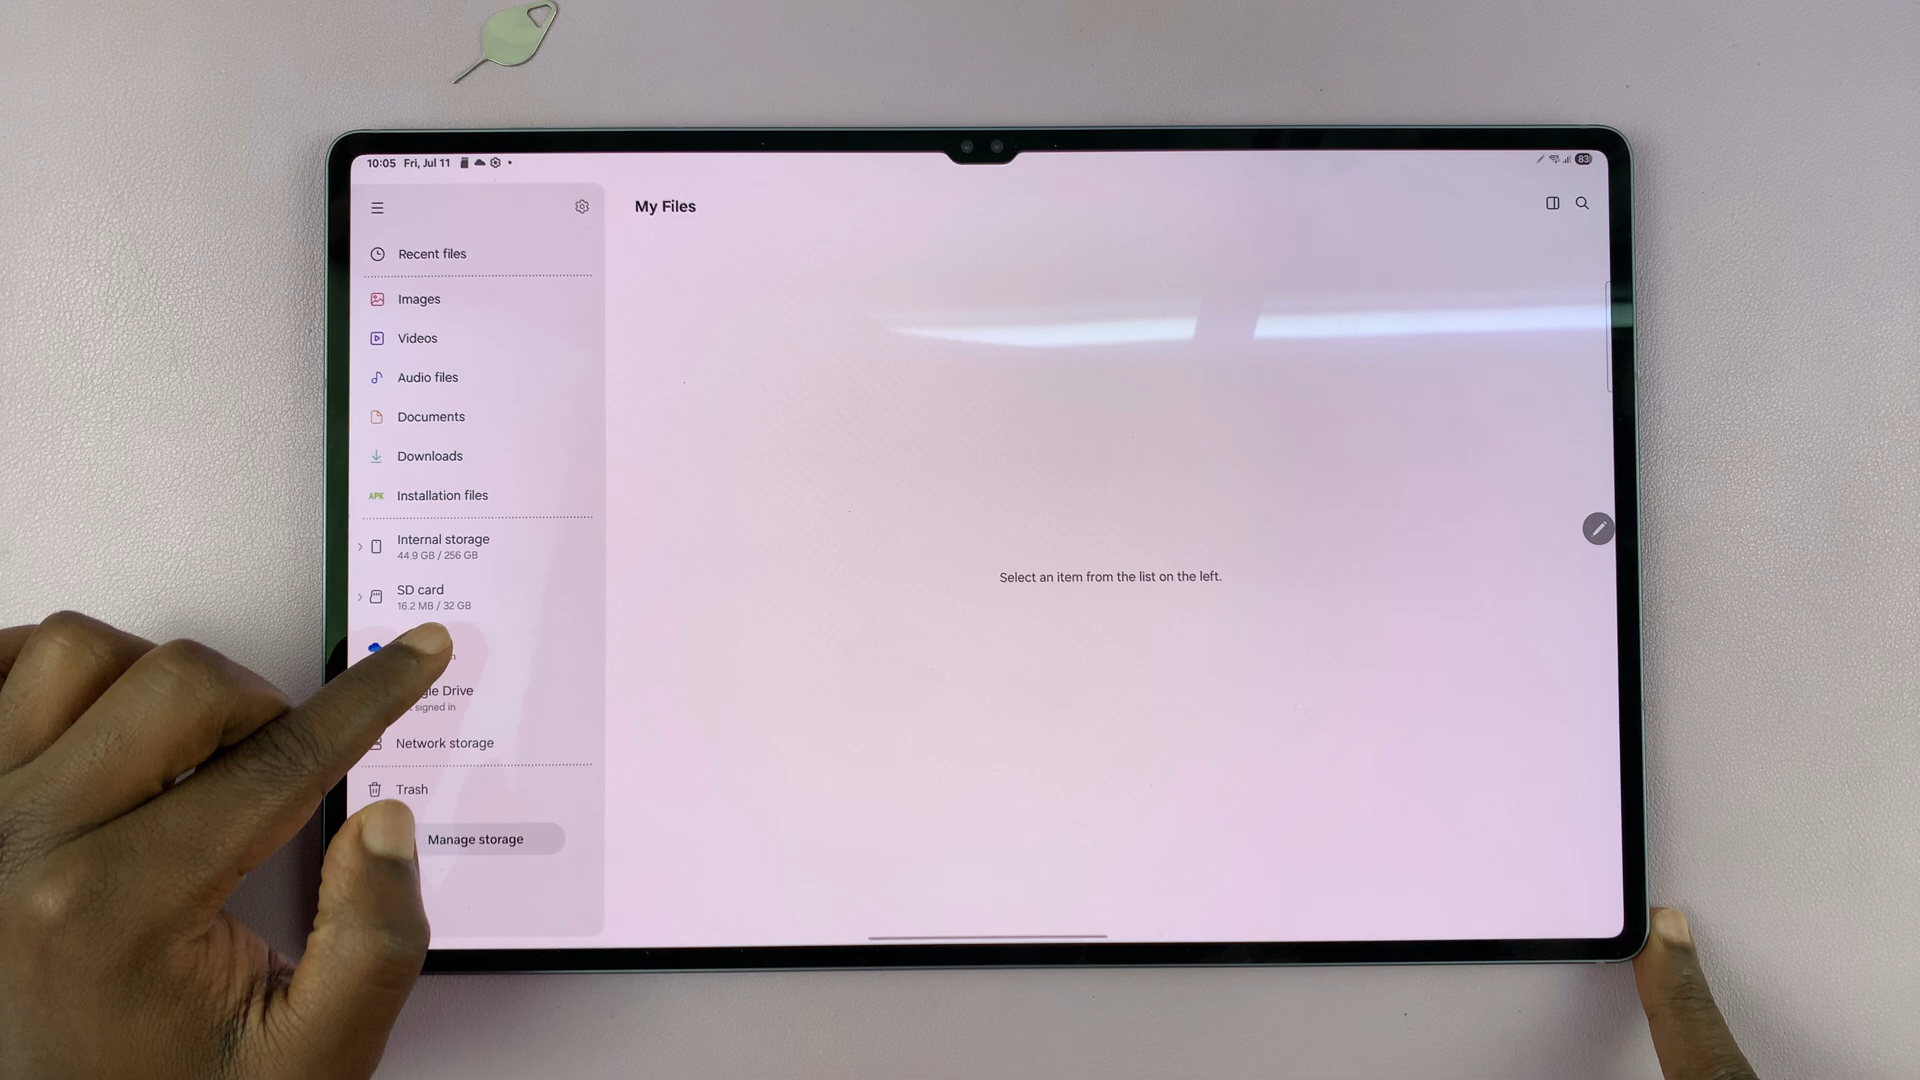 10:05 Fri, Jul 11
83
My Files
Recent files
Images
Videos
Audio files
Documents
Downloads
APK Installation files
Internal storage
44.9 GB / 256 GB
SD card
16.2 MB / 32 GB
Drive
signed in
Network storage
Trash
Manage storage
Select an item from the list on the left.